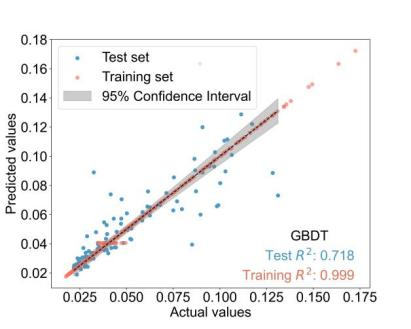 0.18
0.16
0.14
0.12
0.10
0.08
0.06
0.04
0.02
Predicted values
Test set
Training set
95% Confidence Interval
GBDT
Test R²: 0.718
Training R²: 0.999
0.025 0.050 0.075 0.100 0.125 0.150 0.175
Actual values